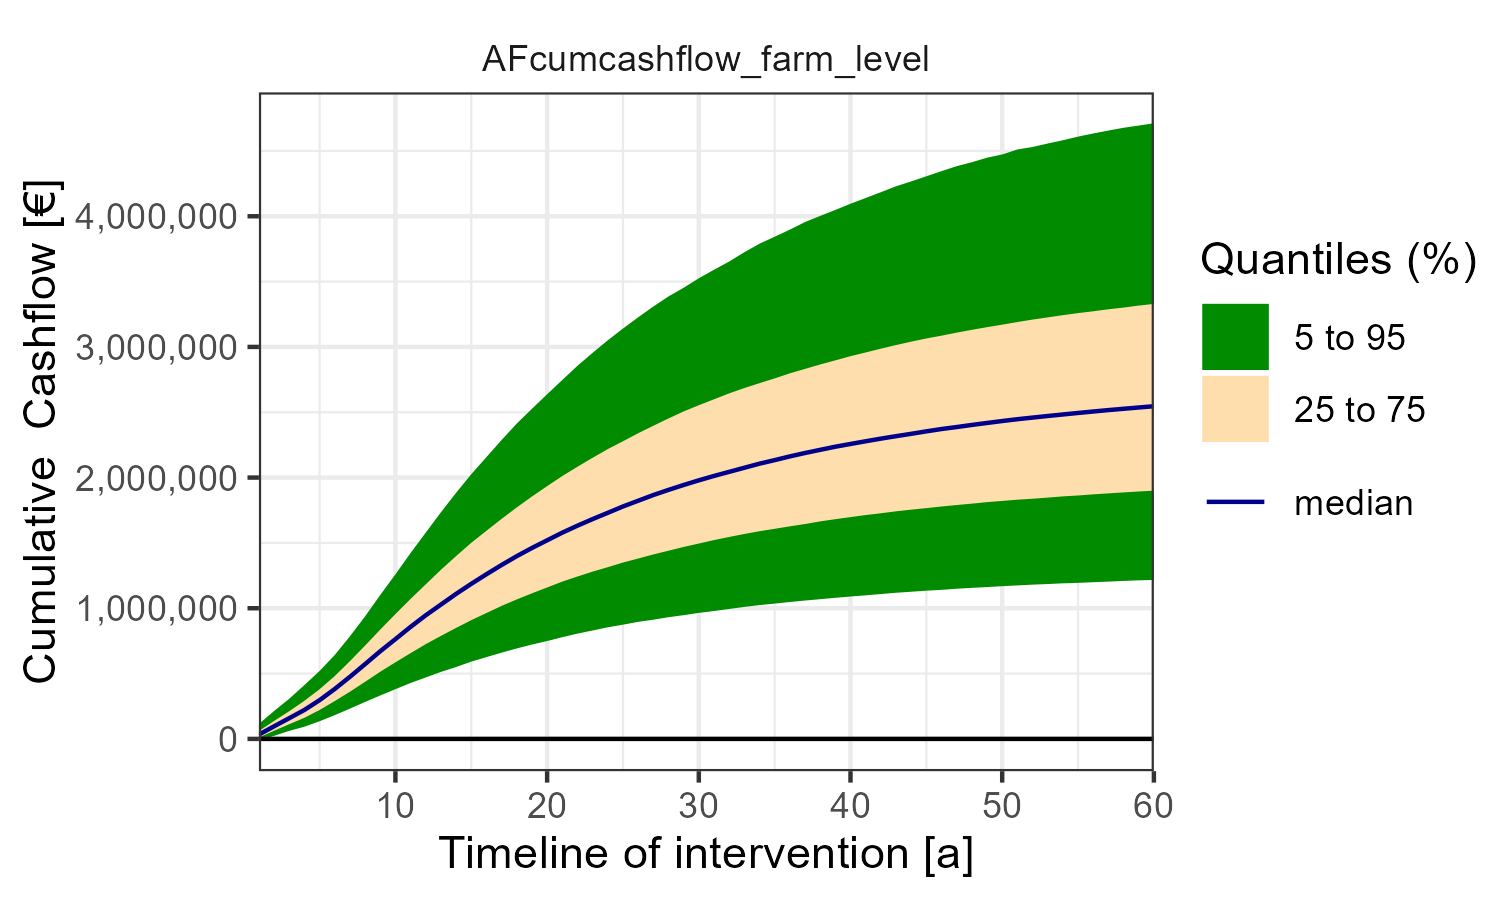 AFcumcashflow_farm_level
Cumulative  Cashflow [€]
4,000,000
3,000,000
2,000,000
1,000,000
0
10 20 30 40 50 60
Timeline of intervention [a]
Quantiles (%)
5 to 95
25 to 75
median